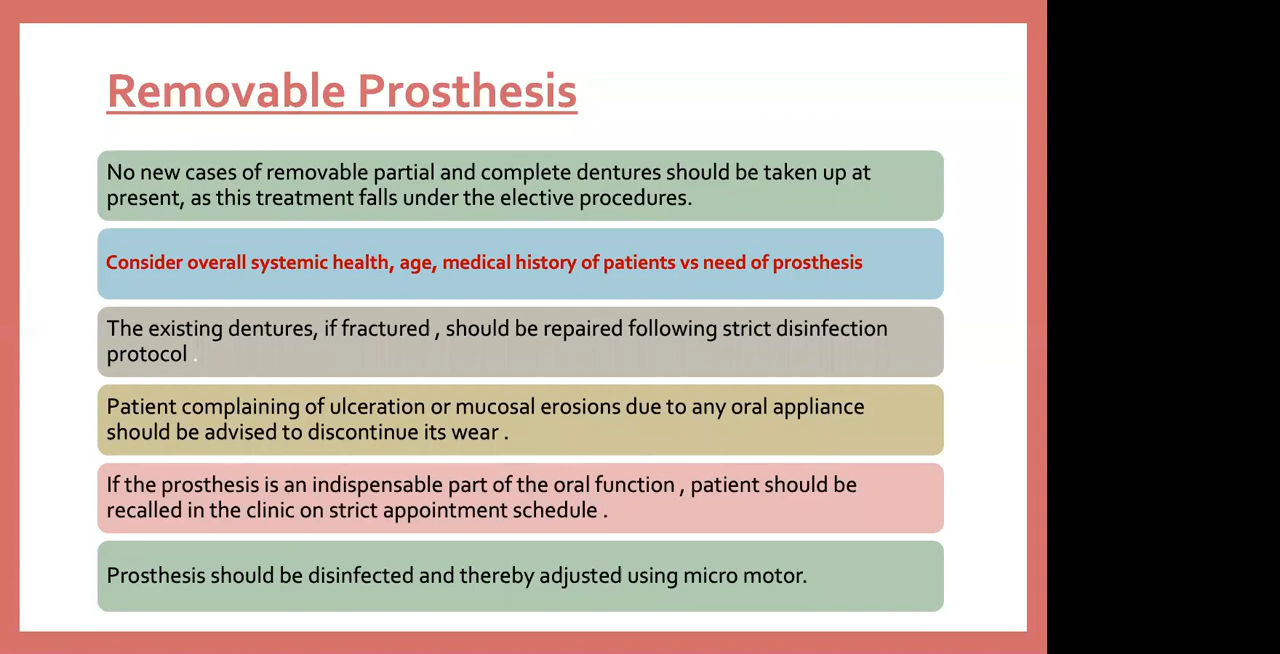 Removable Prosthesis
No new cases of removable partial and complete dentures should be taken up at
present, as this treatment falls under the elective procedures.
Consider overall systemic health, age, medical history of patients vs need of prosthesis
The existing dentures, if fractured , should be repaired following strict disinfection
protocol .
Patient complaining of ulceration or mucosal erosions due to any oral appliance
should be advised to discontinue its wear .
If the prosthesis is an indispensable part of the oral function , patient should be
recalled in the clinic on strict appointment schedule .
Prosthesis should be disinfected and thereby adjusted using micro motor.